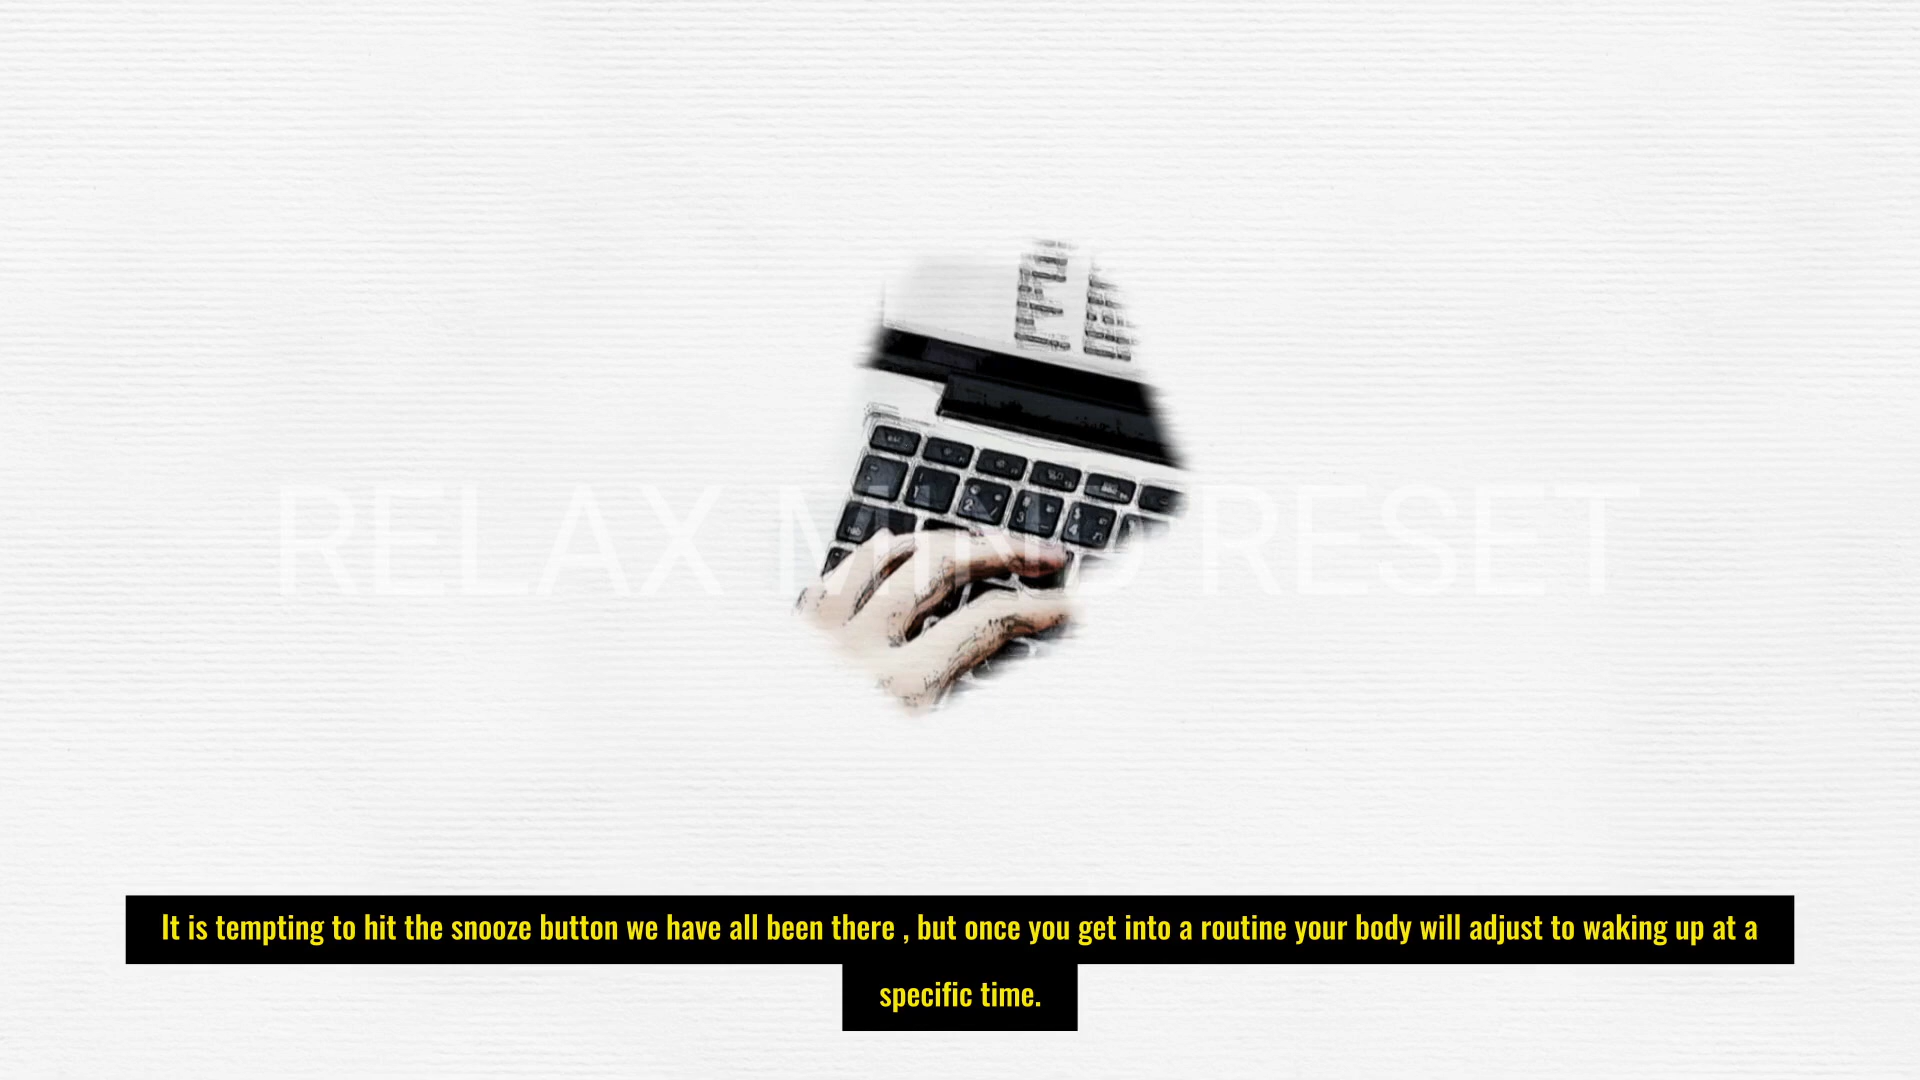 RELAX MIND RESET
It is tempting to hit the snooze button we have all been there , but once you get into a routine your body will adjust to waking up at a
specific time.